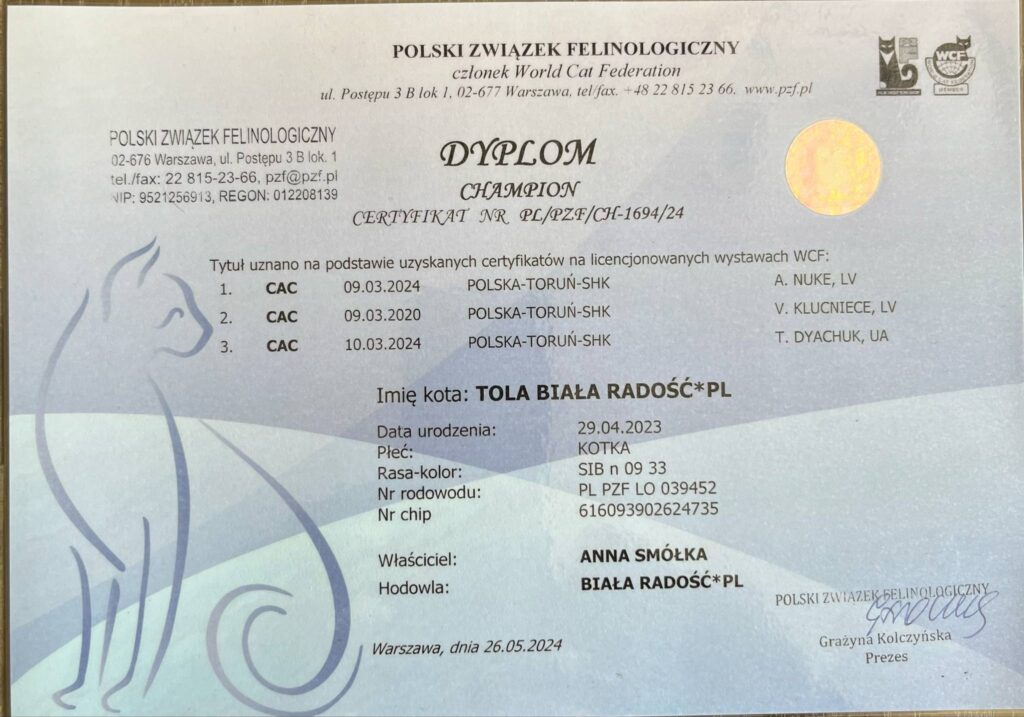 POLSKI ZWIĄZEK FELINOLOGICZNY
członek World Cat Federation
ul. Postępu 3 B lok 1, 02-677 Warszawa, tel/fax. +48 22 815 23 66. www.pzf.pl
WCF
POLSKI ZWIĄZEK FELINOLOGICZNY
02-676 Warszawa, ul. Postępu 3 B lok. 1
tel./fax: 22 815-23-66, pzf@pzf.pl
NIP: 9521256913, REGON: 012208139
DYPLOM
CHAMPION
CERTYFIKAT NR PL/PZF/CH-1694/24
Tytuł uznano na podstawie uzyskanych certyfikatów na licencjonowanych wystawach WCF:
1. CAC 09.03.2024 POLSKA-TORUŃ-SHK A. NUKE, LV
2. CAC 09.03.2020 POLSKA-TORUŃ-SHK V. KLUCNIECE, LV
3. CAC 10.03.2024 POLSKA-TORUŃ-SHK T. DYACHUK, UA
Imię kota: TOLA BIAŁA RADOŚĆ*PL
Data urodzenia: 29.04.2023
Płeć: KOTKA
Rasa-kolor: SIB n 09 33
Nr rodowodu: PL PZF LO 039452
Nr chip 616093902624735
Właściciel: ANNA SMÓŁKA
Hodowla: BIAŁA RADOŚĆ*PL
POLSKI ZWIĄZEK FELINOLOGICZNY
Grażyna Kolczyńska
Prezes
Warszawa, dnia 26.05.2024